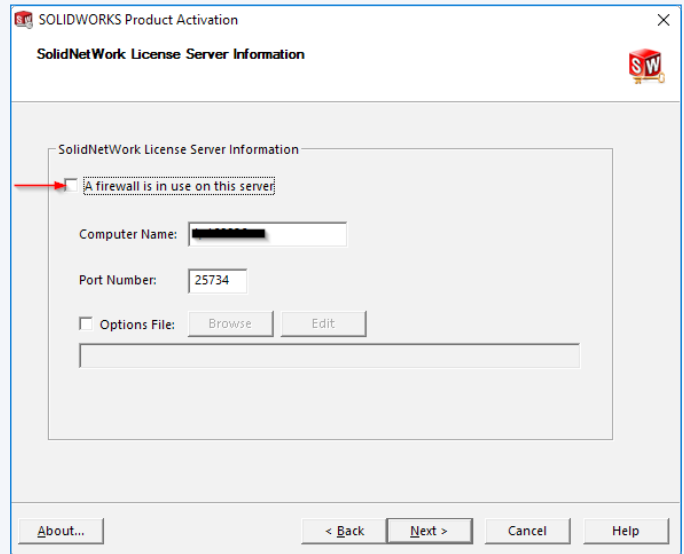 SOLIDWORKS Product Activation
SolidNetWork License Server Information
SW
SolidNetWork License Server Information
A firewall is in use on this server
Computer Name:
Port Number: 25734
Options File: Browse Edit
About... < Back Next > Cancel Help